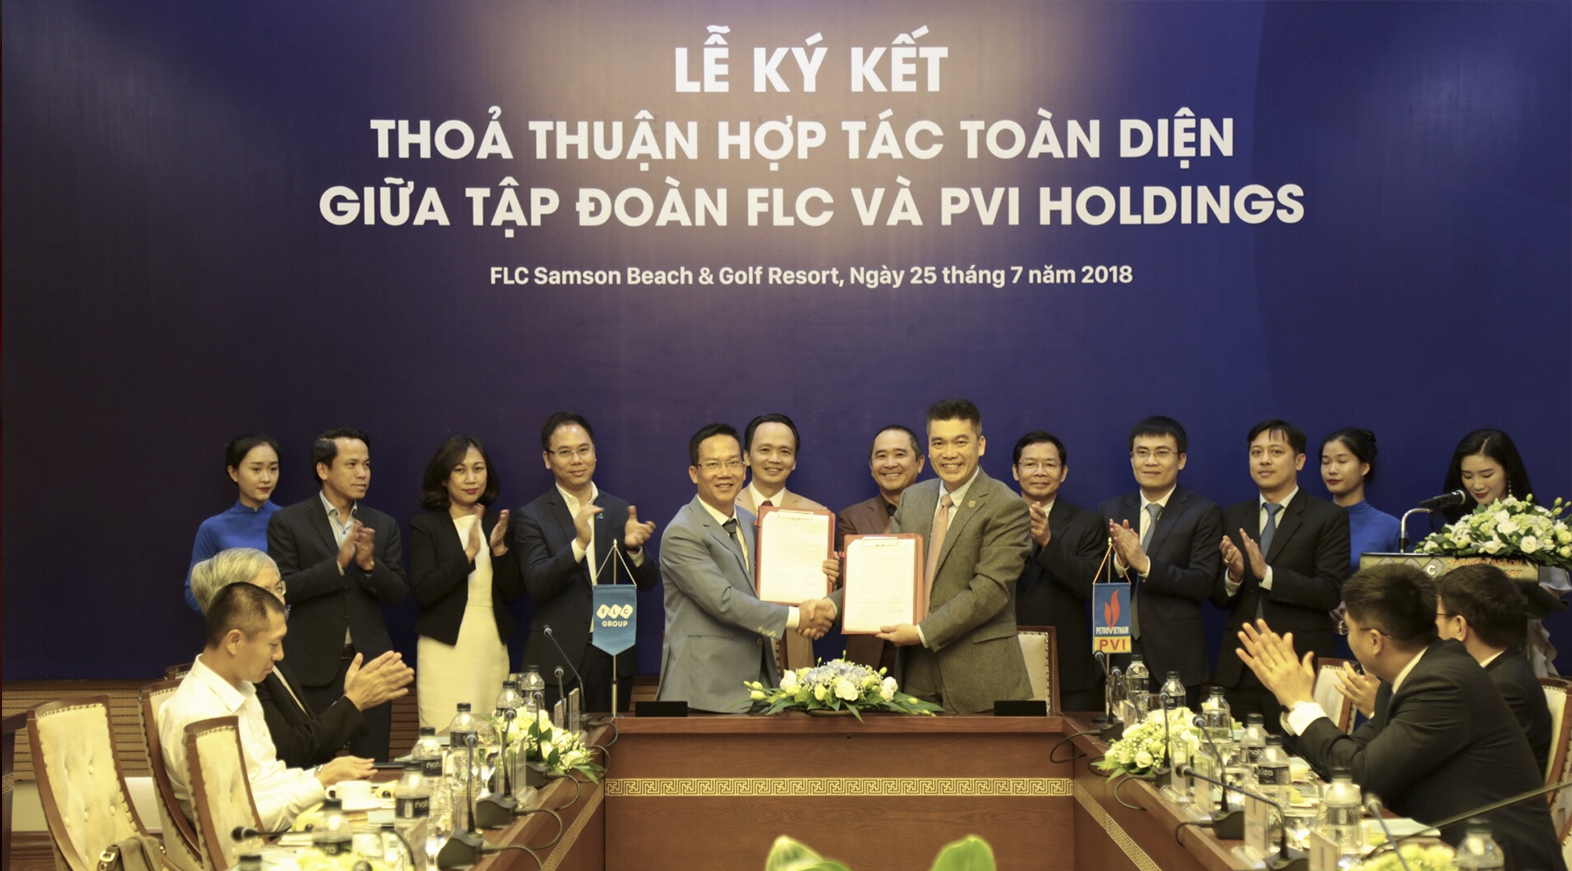 LỄ KÝ KẾT
THOẢ THUẬN HỢP TÁC TOÀN DIỆN
GIỮA TẬP ĐOÀN FLC VÀ PVI HOLDINGS
FLC Samson Beach & Golf Resort, Ngày 25 tháng 7 năm 2018
FLC
GROUP
PETROVIETNAM
PVI